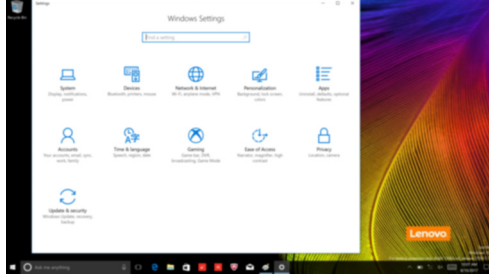 Settings
Recycle Bin
Windows Settings
Find a setting
System
Display, notifications,
power
Devices
Bluetooth, printers, mouse
Network & Internet
Wi-Fi, airplane mode, VPN
Personalization
Background, lock screen,
colors
Apps
Uninstall, defaults, optional
features
Accounts
Your accounts, email, sync,
work, family
Time & language
Speech, region, date
Gaming
Game bar, DVR,
broadcasting, Game Mode
Ease of Access
Narrator, magnifier, high
contrast
Privacy
Location, camera
Update & security
Windows Update, recovery,
backup
Lenovo
Ask me anything